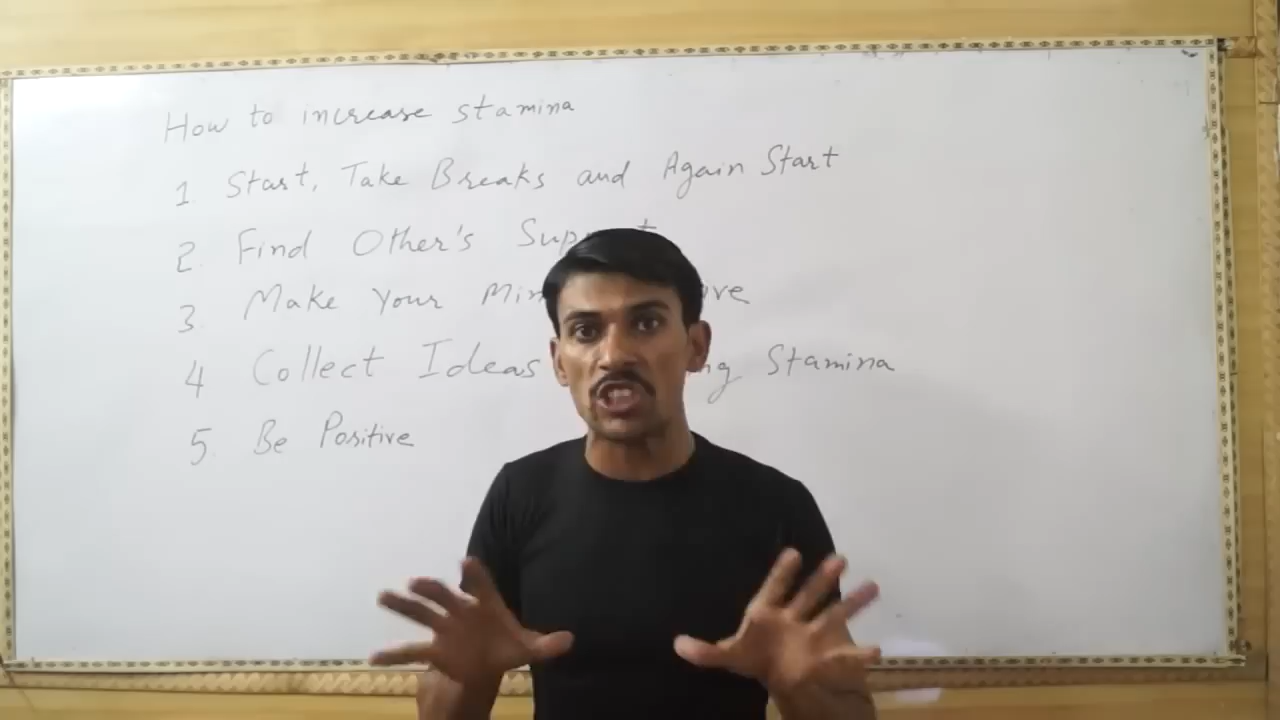 How to increase stamina
1. Start, Take Breaks and Again Start
2. Find Other's
3. Make Your
4 Collect Ideas Stamina
5. Be Positive